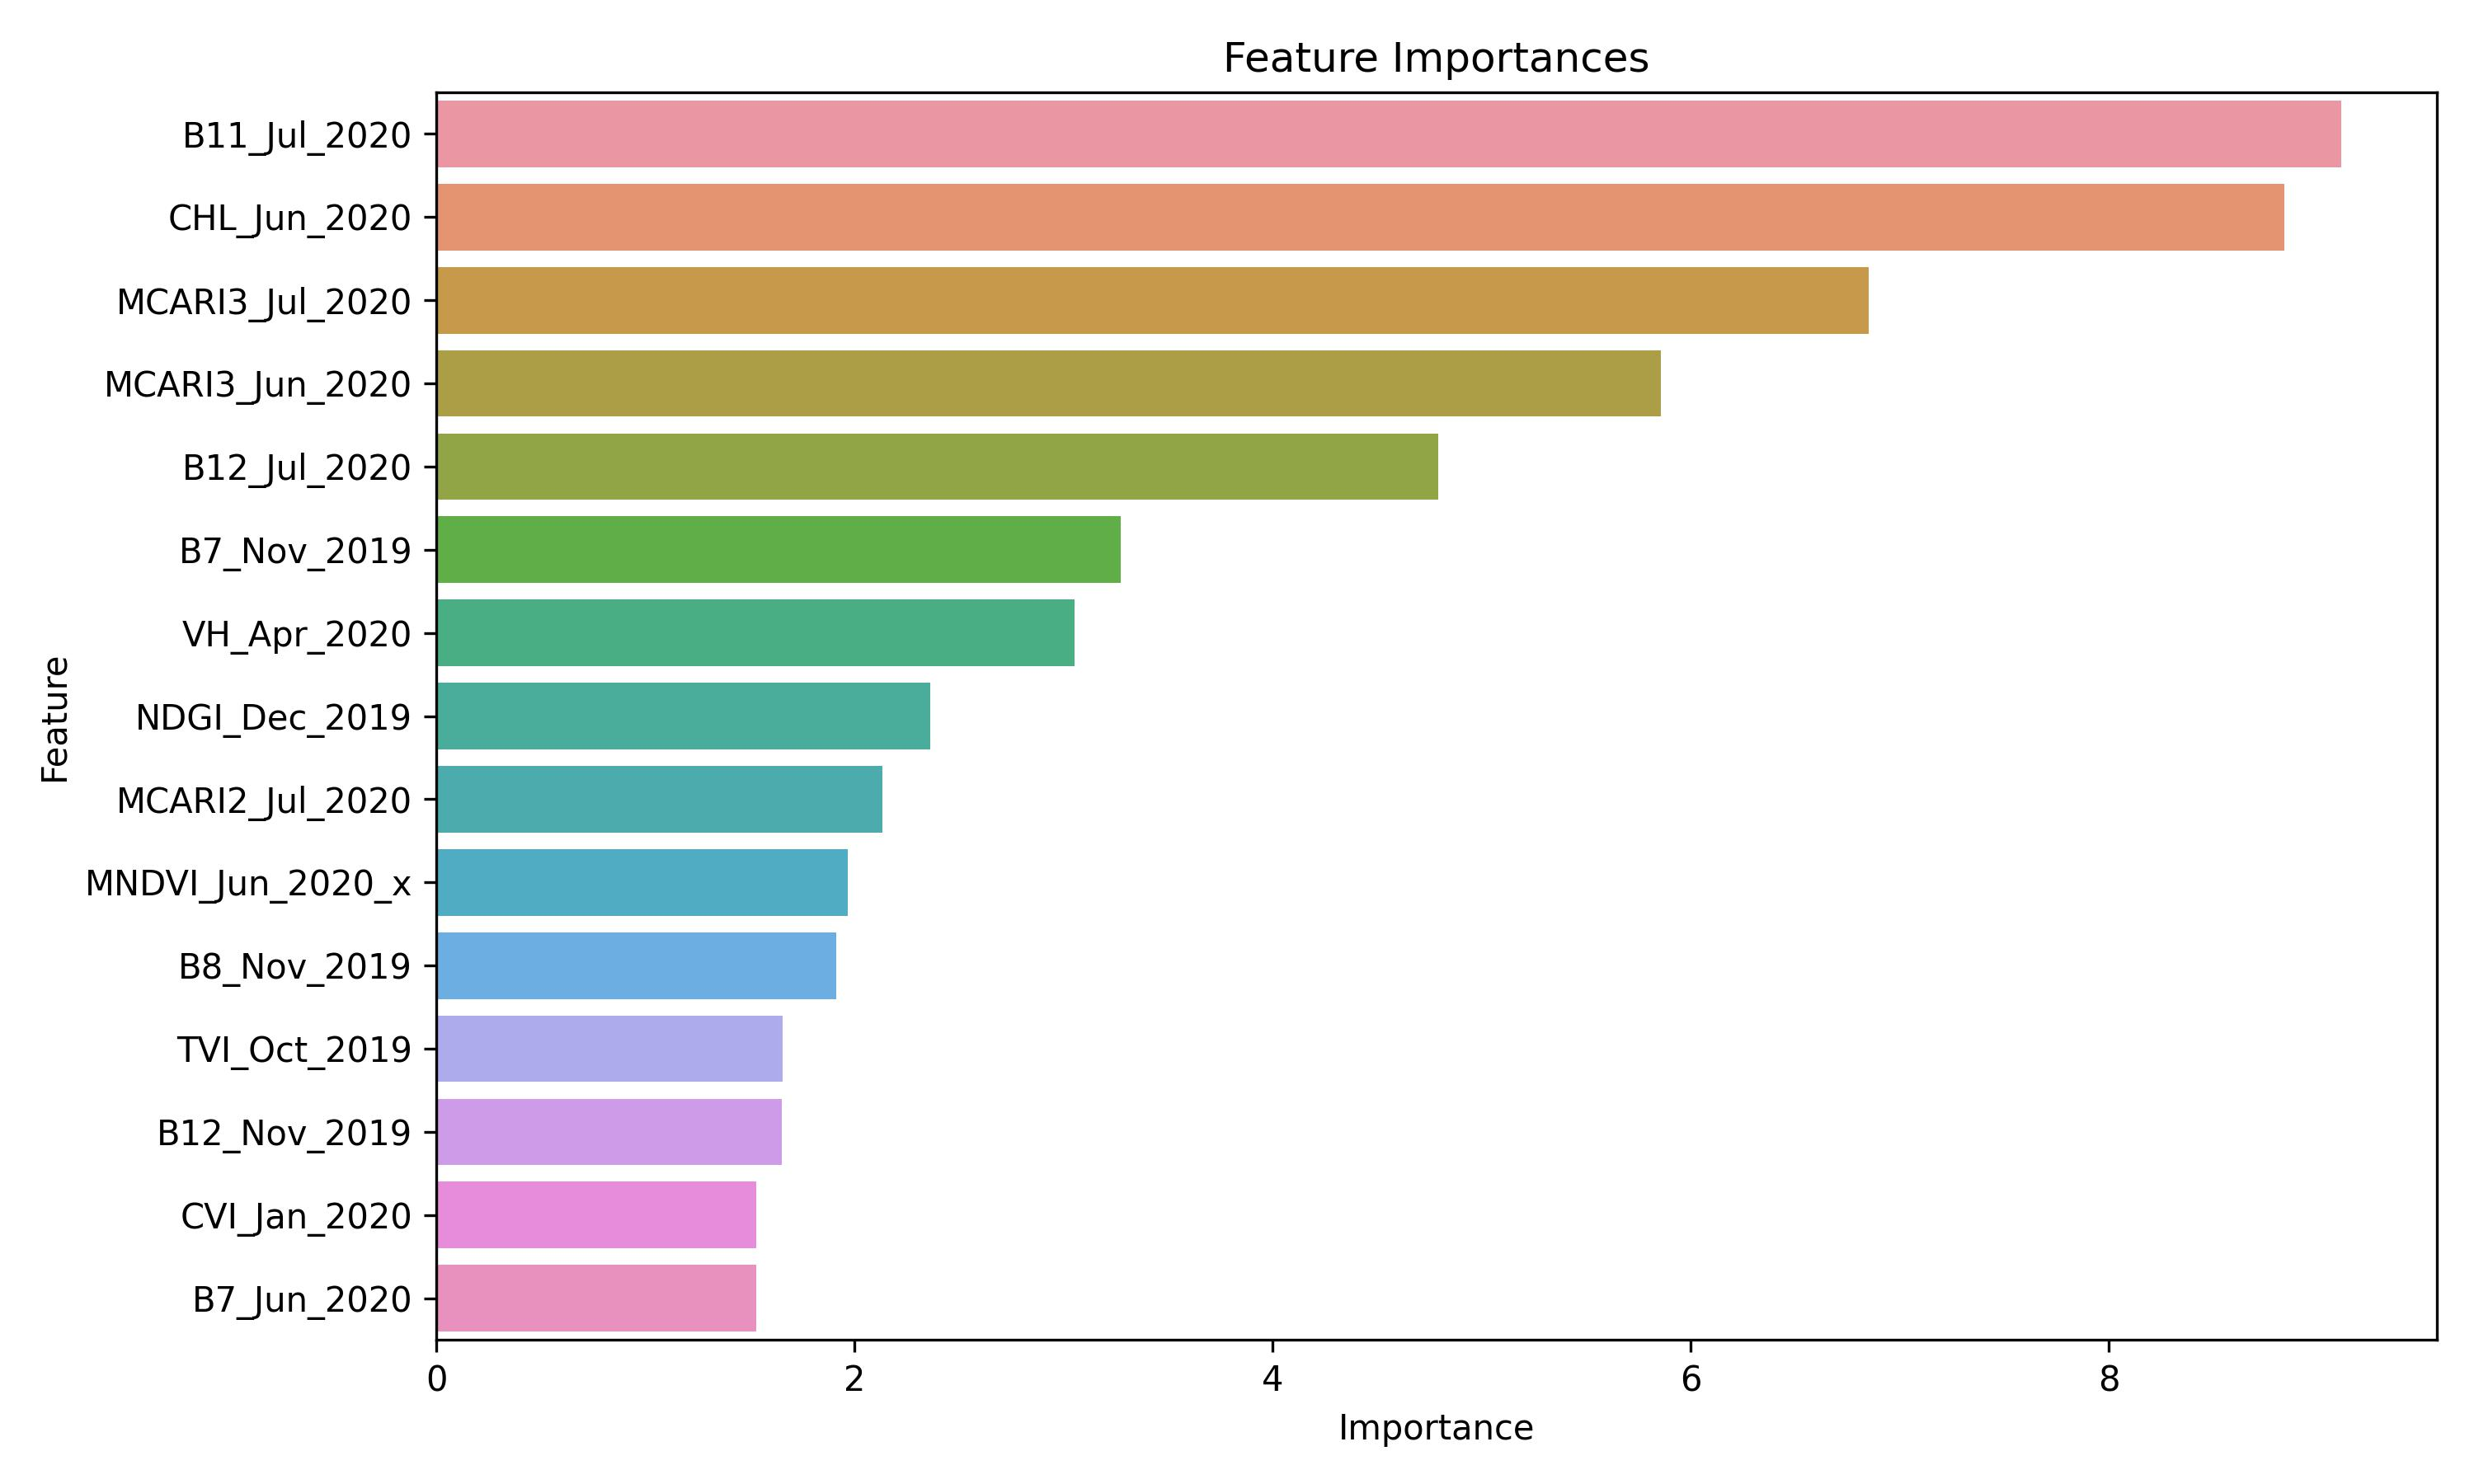 Feature Importances
B11_Jul_2020
CHL_Jun_2020
MCARI3_Jul_2020
MCARI3_Jun_2020
B12_Jul_2020
B7_Nov_2019
VH_Apr_2020
NDGI_Dec_2019
MCARI2_Jul_2020
MNDVI_Jun_2020_x
B8_Nov_2019
TVI_Oct_2019
B12_Nov_2019
CVI_Jan_2020
B7_Jun_2020
Feature
0 2 4 6 8
Importance